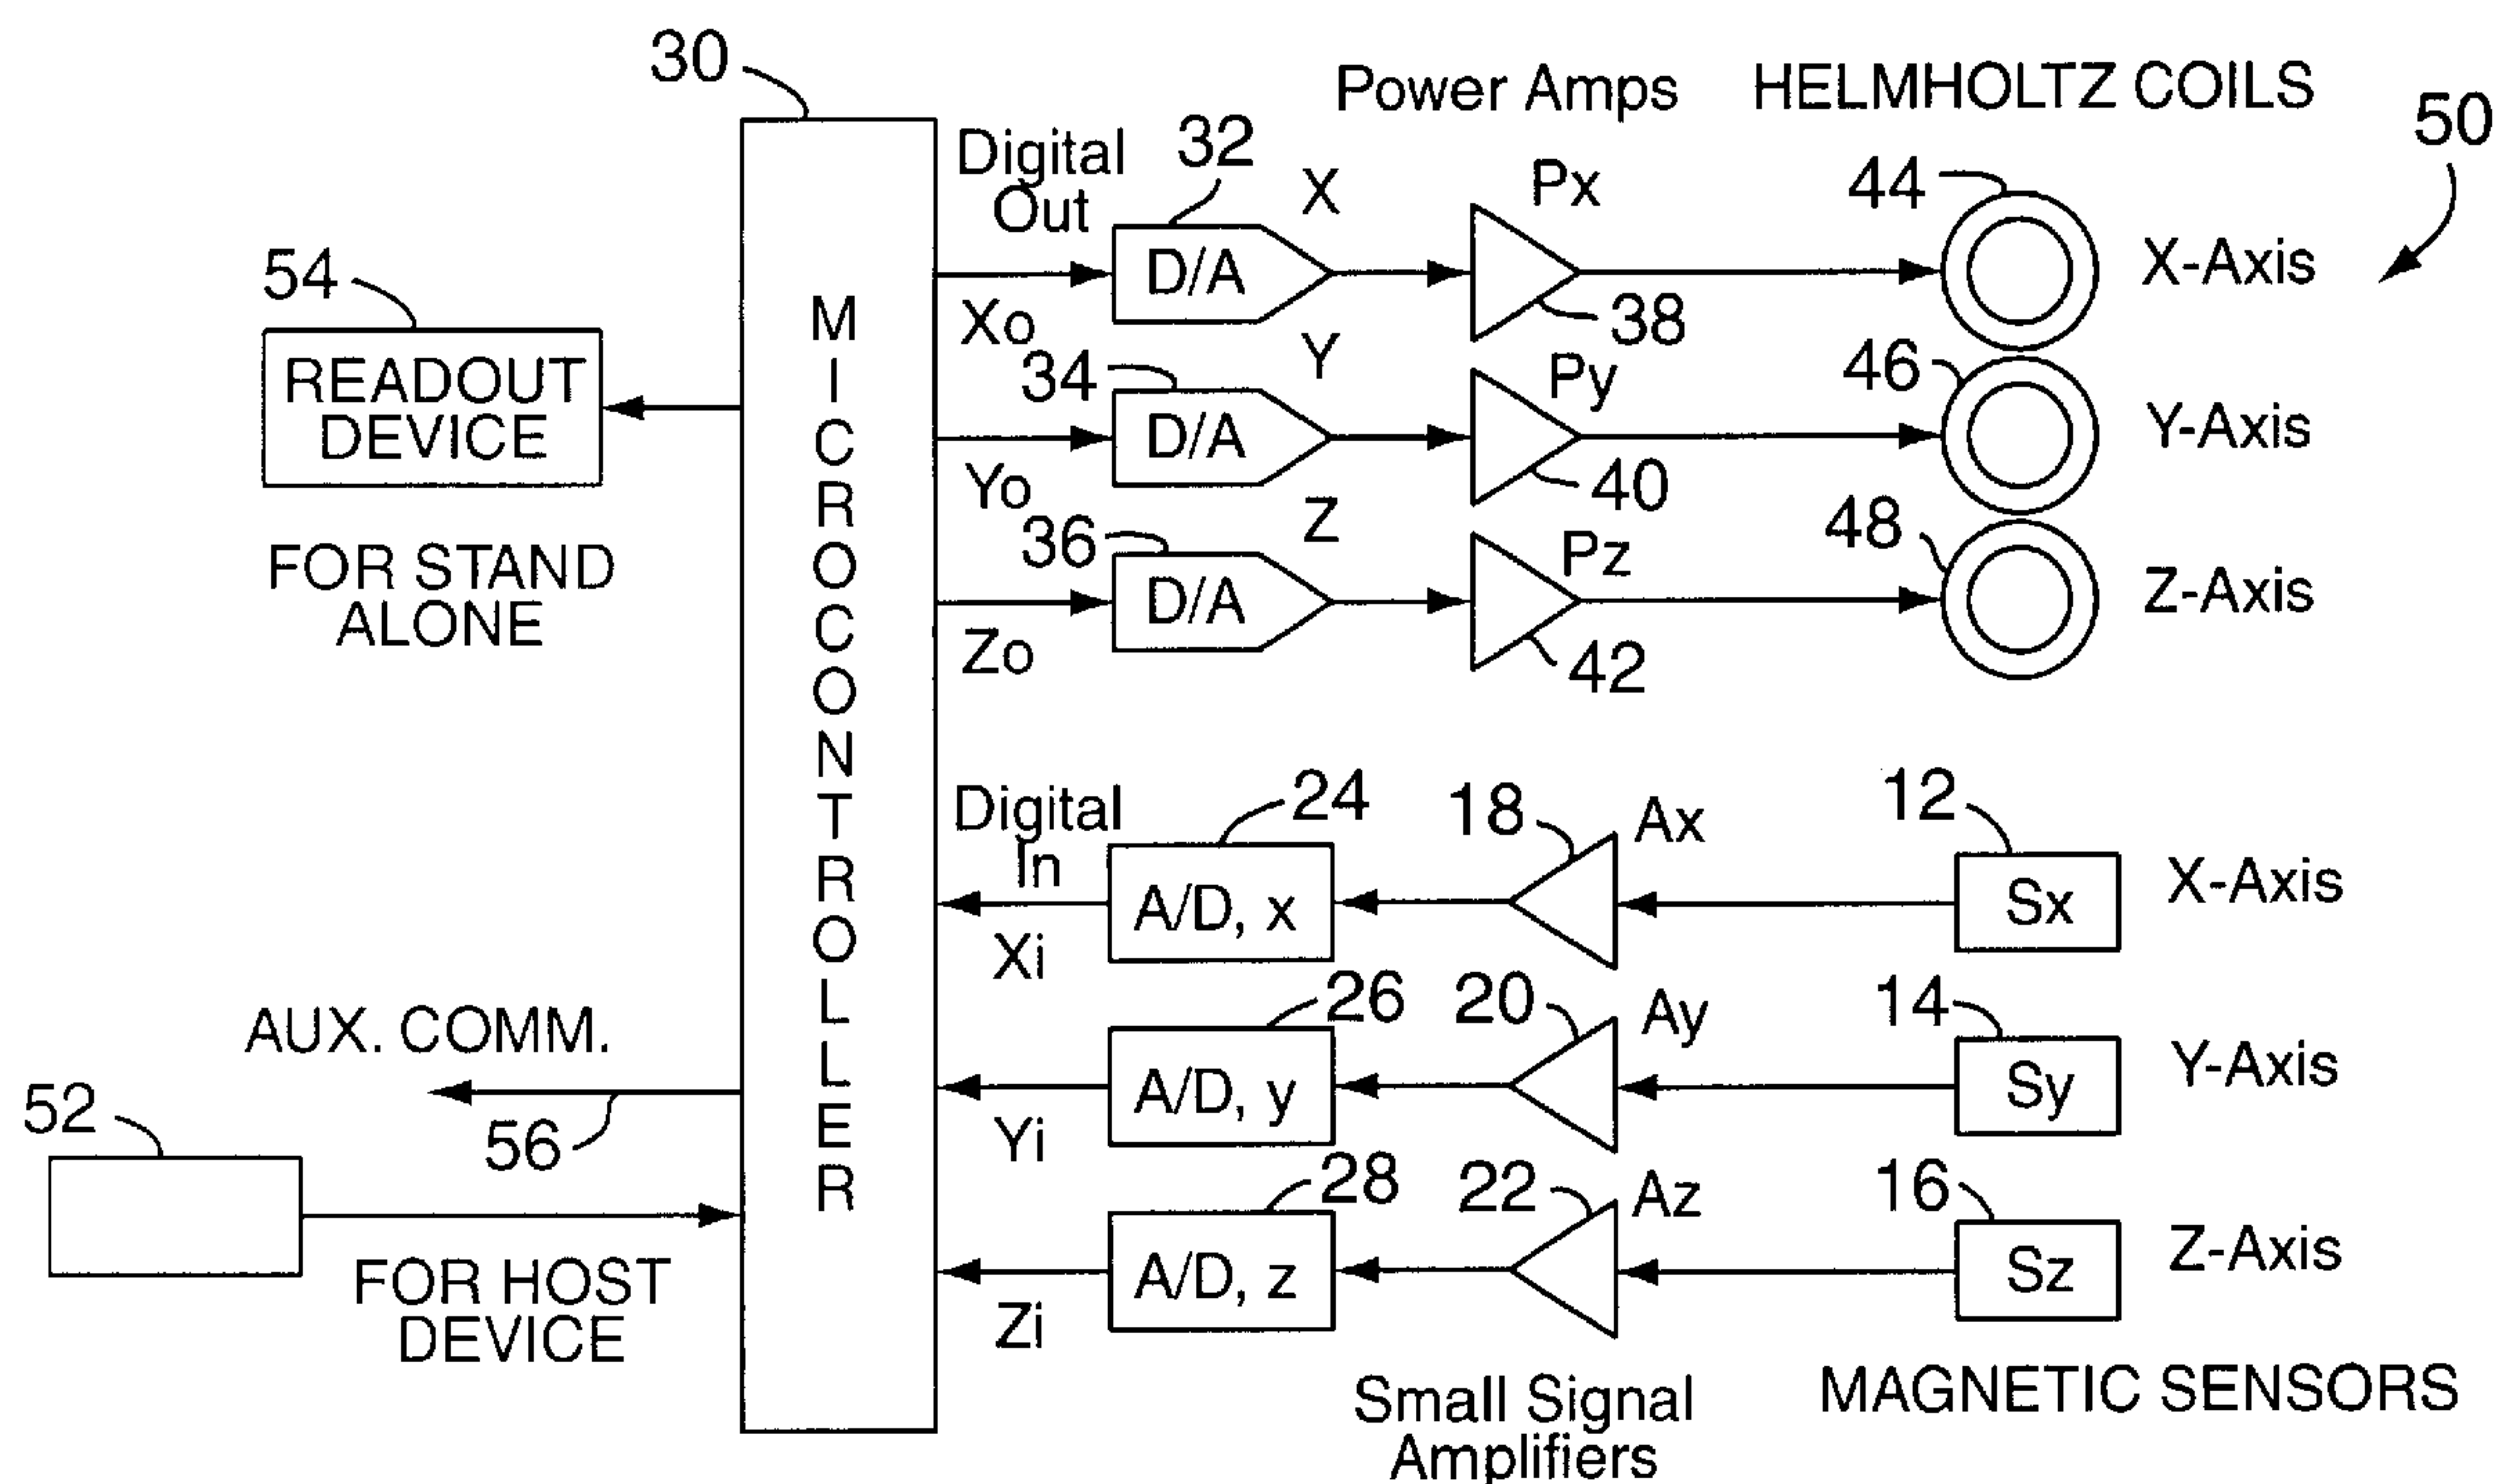 30
Power Amps
HELMHOLTZ COILS
50
Digital
Out
32
X
Px
44
X-Axis
D/A
Xo
38
54
READOUT
DEVICE
FOR STAND
ALONE
34
Y
Py
46
Y-Axis
D/A
Yo
40
36
Z
Pz
48
Z-Axis
D/A
Zo
42
MICROCONTROLLER
Digital
In
24
18
Ax
12
X-Axis
A/D, x
Sx
Xi
26
20
Ay
14
Y-Axis
A/D, y
Sy
Yi
28
22
Az
16
Z-Axis
A/D, z
Sz
Zi
AUX. COMM.
56
52
FOR HOST
DEVICE
Small Signal
Amplifiers
MAGNETIC SENSORS